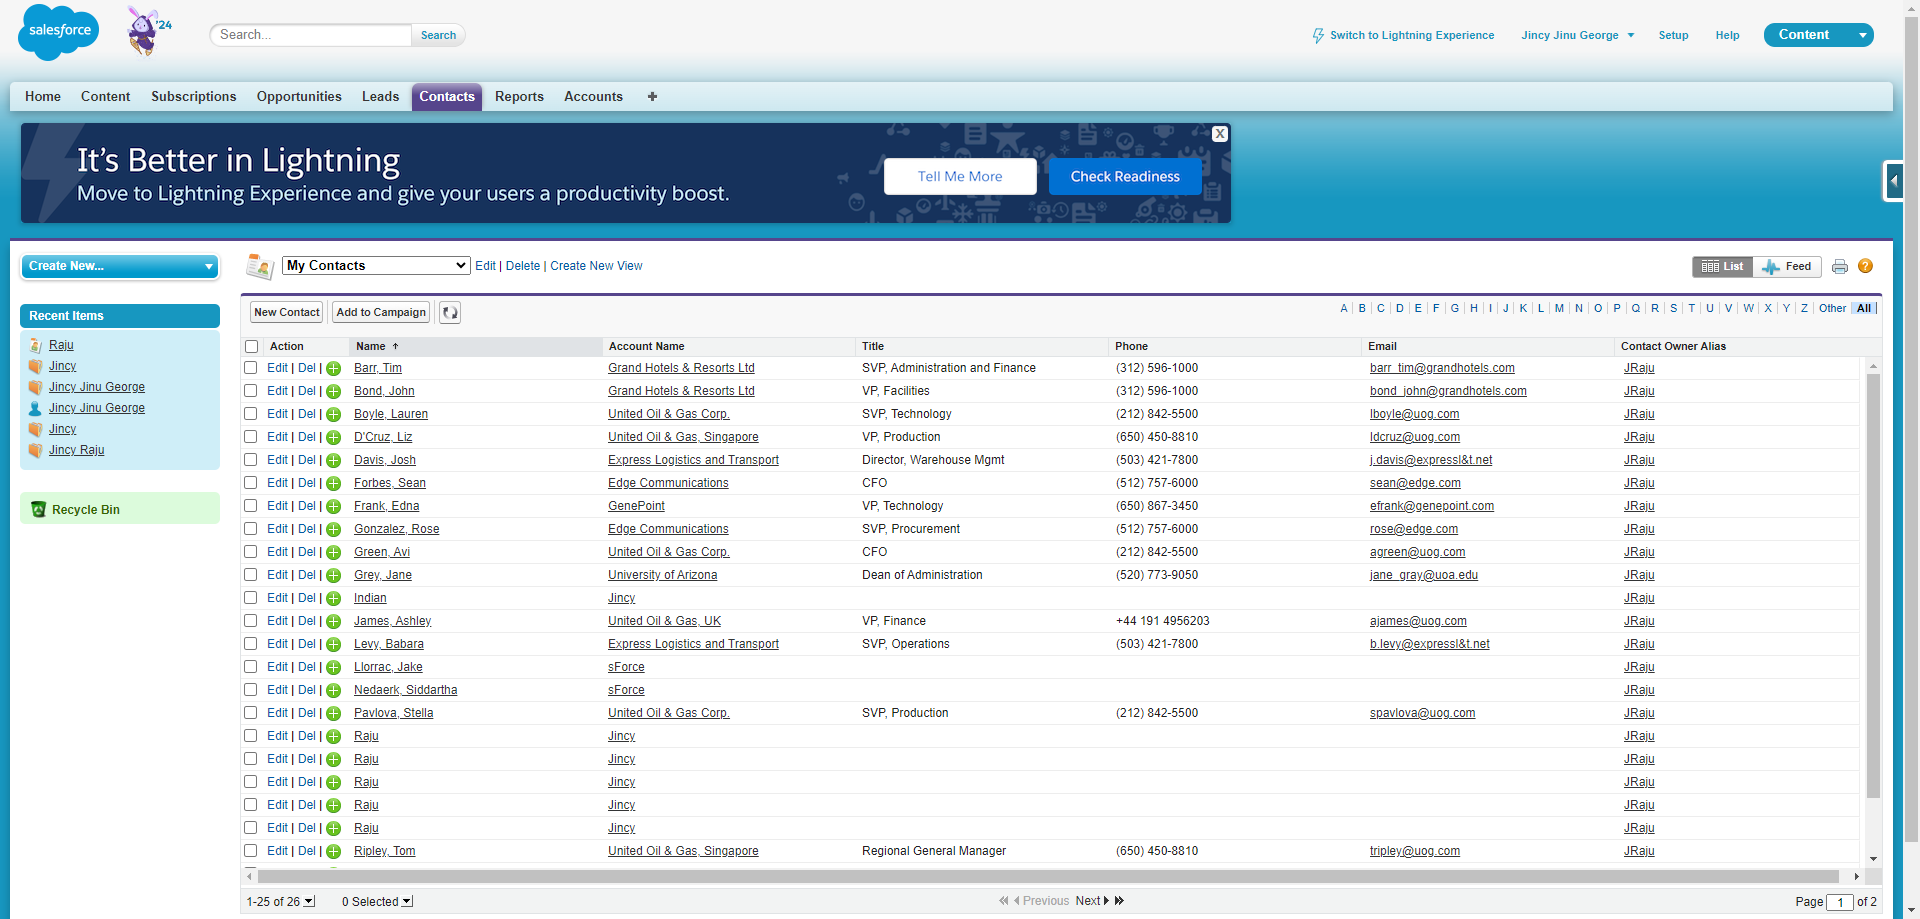 salesforce
'24
Search...
Search
Switch to Lightning Experience
Jincy Jinu George
Setup
Help
Content
Home Content Subscriptions Opportunities Leads Contacts Reports Accounts +
It's Better in Lightning
Move to Lightning Experience and give your users a productivity boost.
Tell Me More
Check Readiness
X
Create New...
Recent Items
Raju
Jincy
Jincy Jinu George
Jincy Jinu George
Jincy
Jincy Raju
Recycle Bin
My Contacts Edit | Delete | Create New View
List Feed ?
New Contact Add to Campaign
A | B | C | D | E | F | G | H | I | J | K | L | M | N | O | P | Q | R | S | T | U | V | W | X | Y | Z | Other | All
Action Name Account Name Title Phone Email Contact Owner Alias
Edit | Del | Barr, Tim Grand Hotels & Resorts Ltd SVP, Administration and Finance (312) 596-1000 barr_tim@grandhotels.com JRaju
Edit | Del | Bond, John Grand Hotels & Resorts Ltd VP, Facilities (312) 596-1000 bond_john@grandhotels.com JRaju
Edit | Del | Boyle, Lauren United Oil & Gas Corp. SVP, Technology (212) 842-5500 lboyle@uog.com JRaju
Edit | Del | D'Cruz, Liz United Oil & Gas, Singapore VP, Production (650) 450-8810 ldcruz@uog.com JRaju
Edit | Del | Davis, Josh Express Logistics and Transport Director, Warehouse Mgmt (503) 421-7800 j.davis@expressl&t.net JRaju
Edit | Del | Forbes, Sean Edge Communications CFO (512) 757-6000 sean@edge.com JRaju
Edit | Del | Frank, Edna GenePoint VP, Technology (650) 867-3450 efrank@genepoint.com JRaju
Edit | Del | Gonzalez, Rose Edge Communications SVP, Procurement (512) 757-6000 rose@edge.com JRaju
Edit | Del | Green, Avi United Oil & Gas Corp. CFO (212) 842-5500 agreen@uog.com JRaju
Edit | Del | Grey, Jane University of Arizona Dean of Administration (520) 773-9050 jane_gray@uoa.edu JRaju
Edit | Del | Indian Jincy JRaju
Edit | Del | James, Ashley United Oil & Gas, UK VP, Finance +44 191 4956203 ajames@uog.com JRaju
Edit | Del | Levy, Babara Express Logistics and Transport SVP, Operations (503) 421-7800 b.levy@expressl&t.net JRaju
Edit | Del | Llorrac, Jake sForce JRaju
Edit | Del | Nedaerk, Siddartha sForce JRaju
Edit | Del | Pavlova, Stella United Oil & Gas Corp. SVP, Production (212) 842-5500 spavlova@uog.com JRaju
Edit | Del | Raju Jincy JRaju
Edit | Del | Raju Jincy JRaju
Edit | Del | Raju Jincy JRaju
Edit | Del | Raju Jincy JRaju
Edit | Del | Raju Jincy JRaju
Edit | Del | Ripley, Tom United Oil & Gas, Singapore Regional General Manager (650) 450-8810 tripley@uog.com JRaju
1-25 of 26 0 Selected Previous Next Page 1 of 2